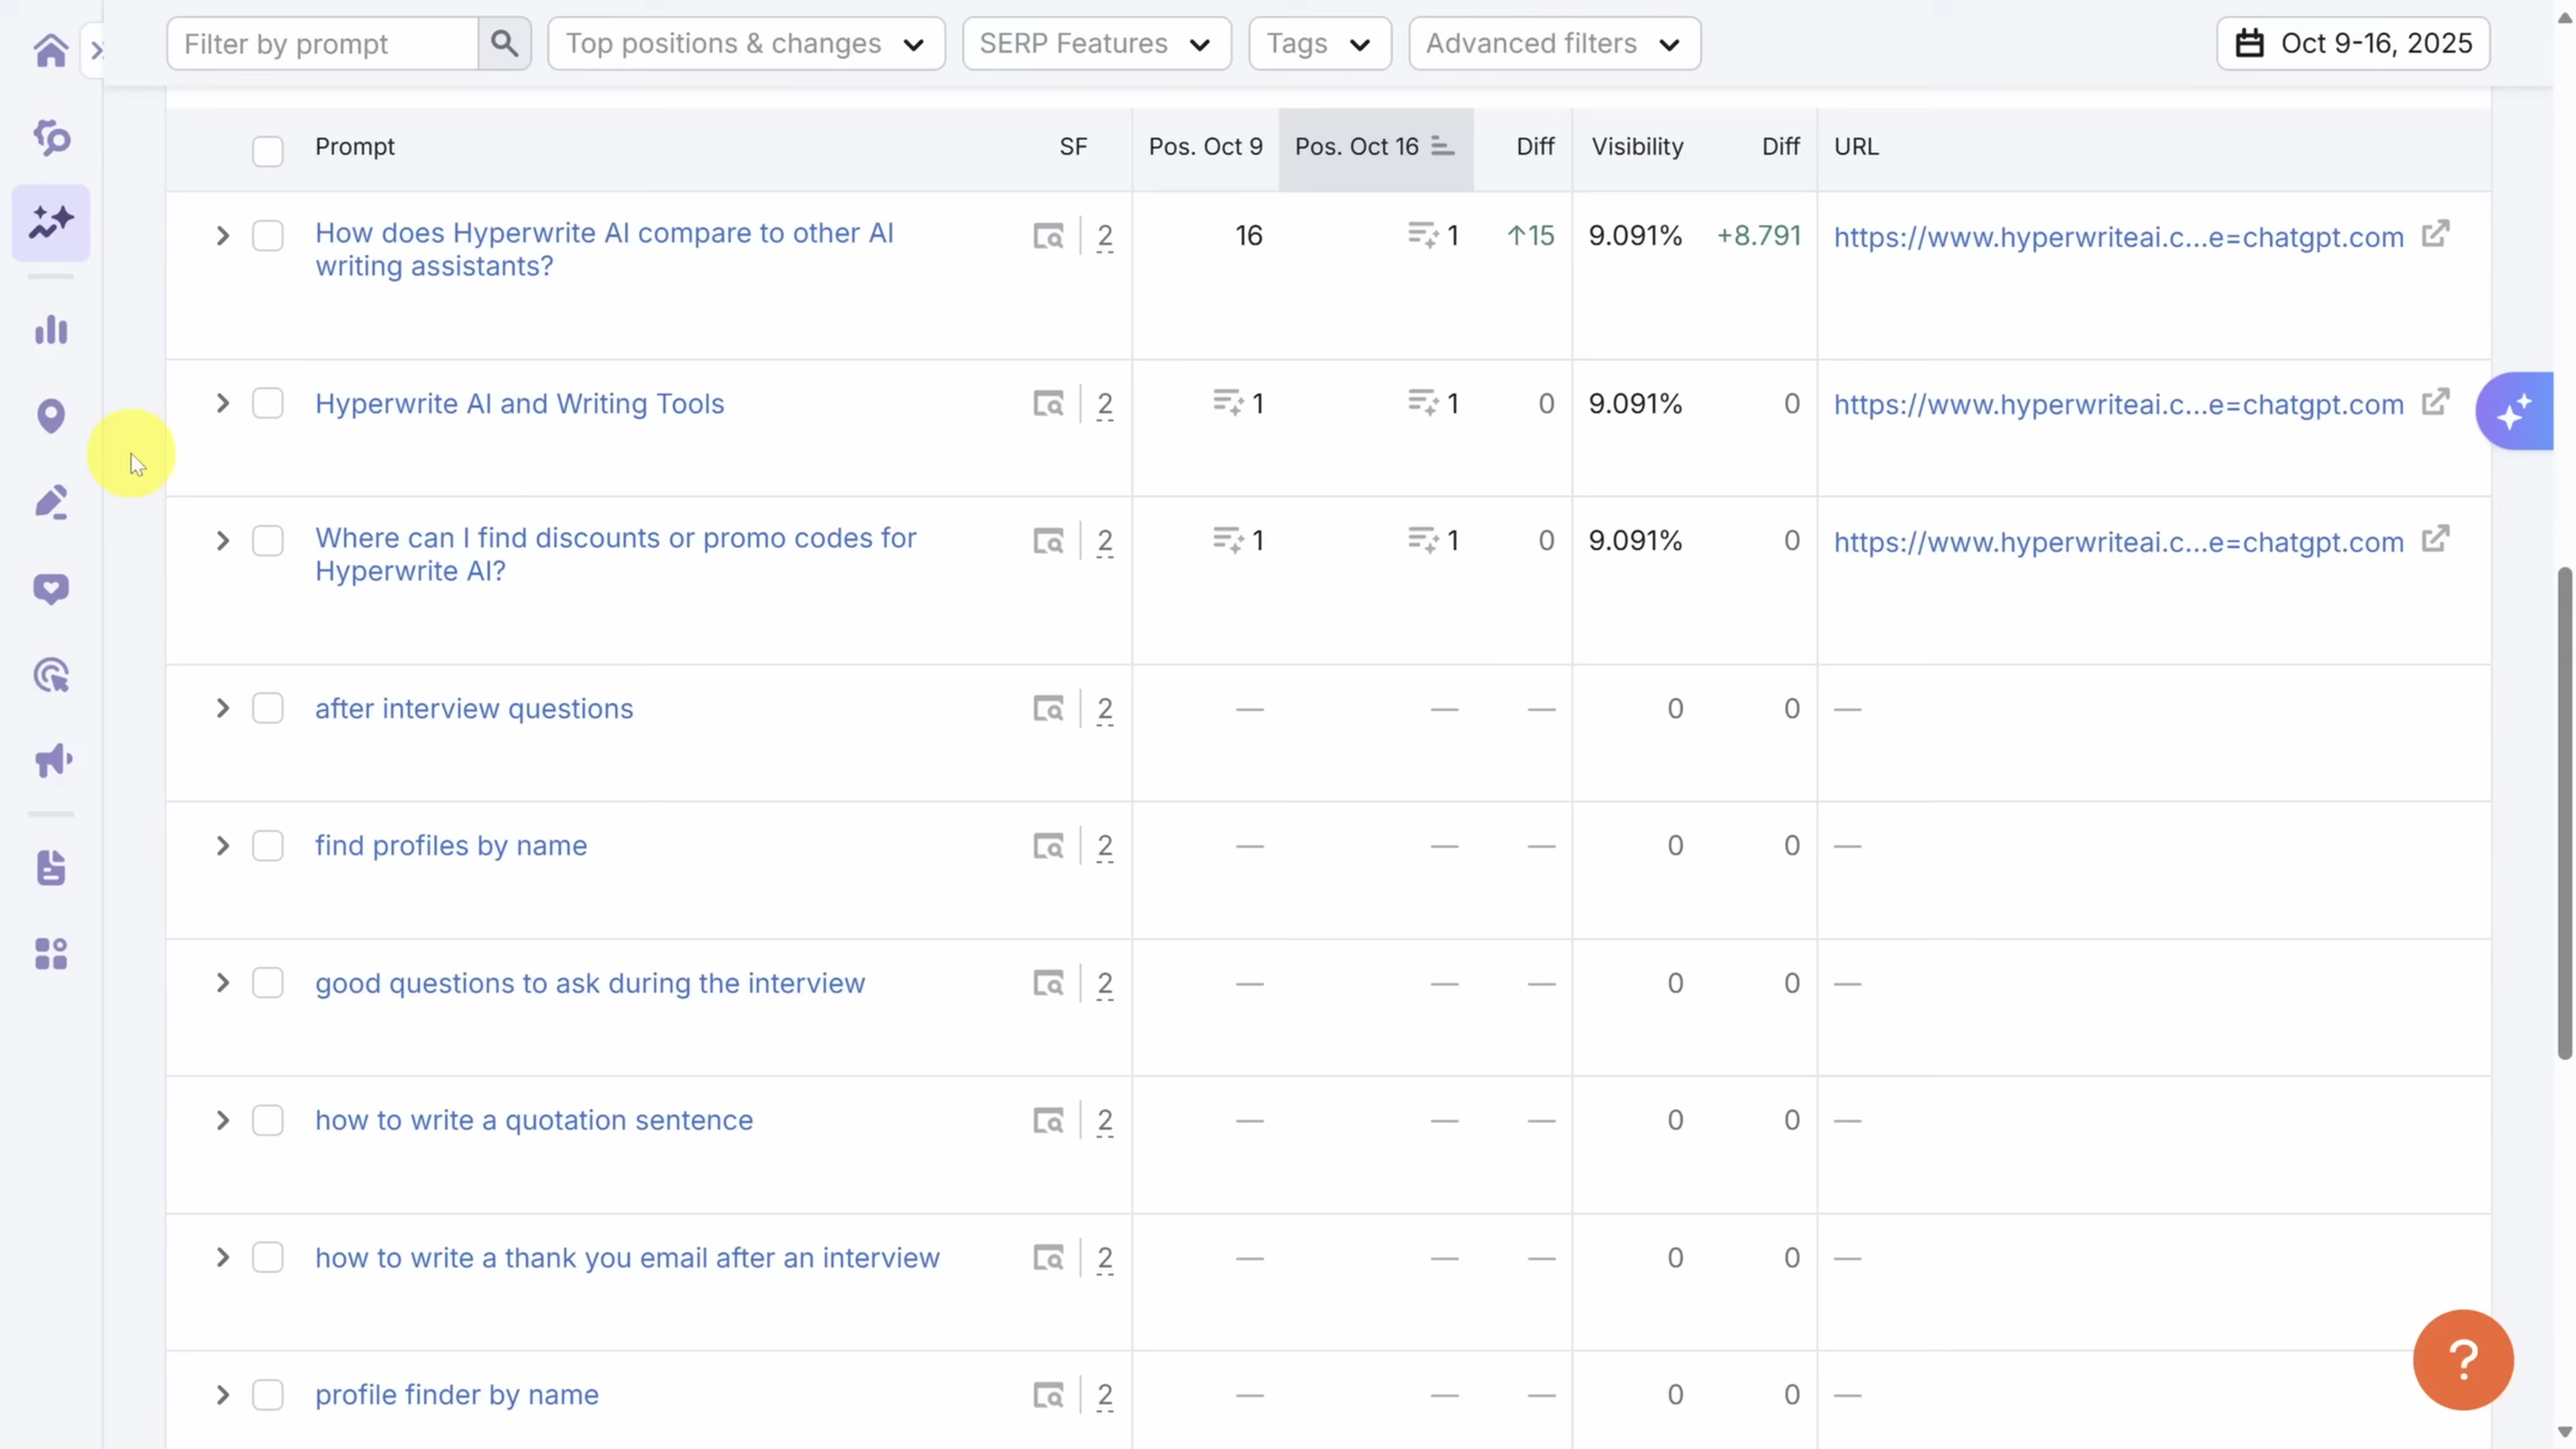 Filter by prompt Top positions & changes SERP Features Tags Advanced filters Oct 9-16, 2025
Prompt SF Pos. Oct 9 Pos. Oct 16 Diff Visibility Diff URL
How does Hyperwrite AI compare to other AI 2 16 1 ↑15 9.091% +8.791 https://www.hyperwriteai.c...e=chatgpt.com
writing assistants?
Hyperwrite AI and Writing Tools 2 1 1 0 9.091% 0 https://www.hyperwriteai.c...e=chatgpt.com
Where can I find discounts or promo codes for 2 1 1 0 9.091% 0 https://www.hyperwriteai.c...e=chatgpt.com
Hyperwrite AI?
after interview questions 2 — — — 0 0 —
find profiles by name 2 — — — 0 0 —
good questions to ask during the interview 2 — — — 0 0 —
how to write a quotation sentence 2 — — — 0 0 —
how to write a thank you email after an interview 2 — — — 0 0 —
?
profile finder by name 2 — — — 0 0 —